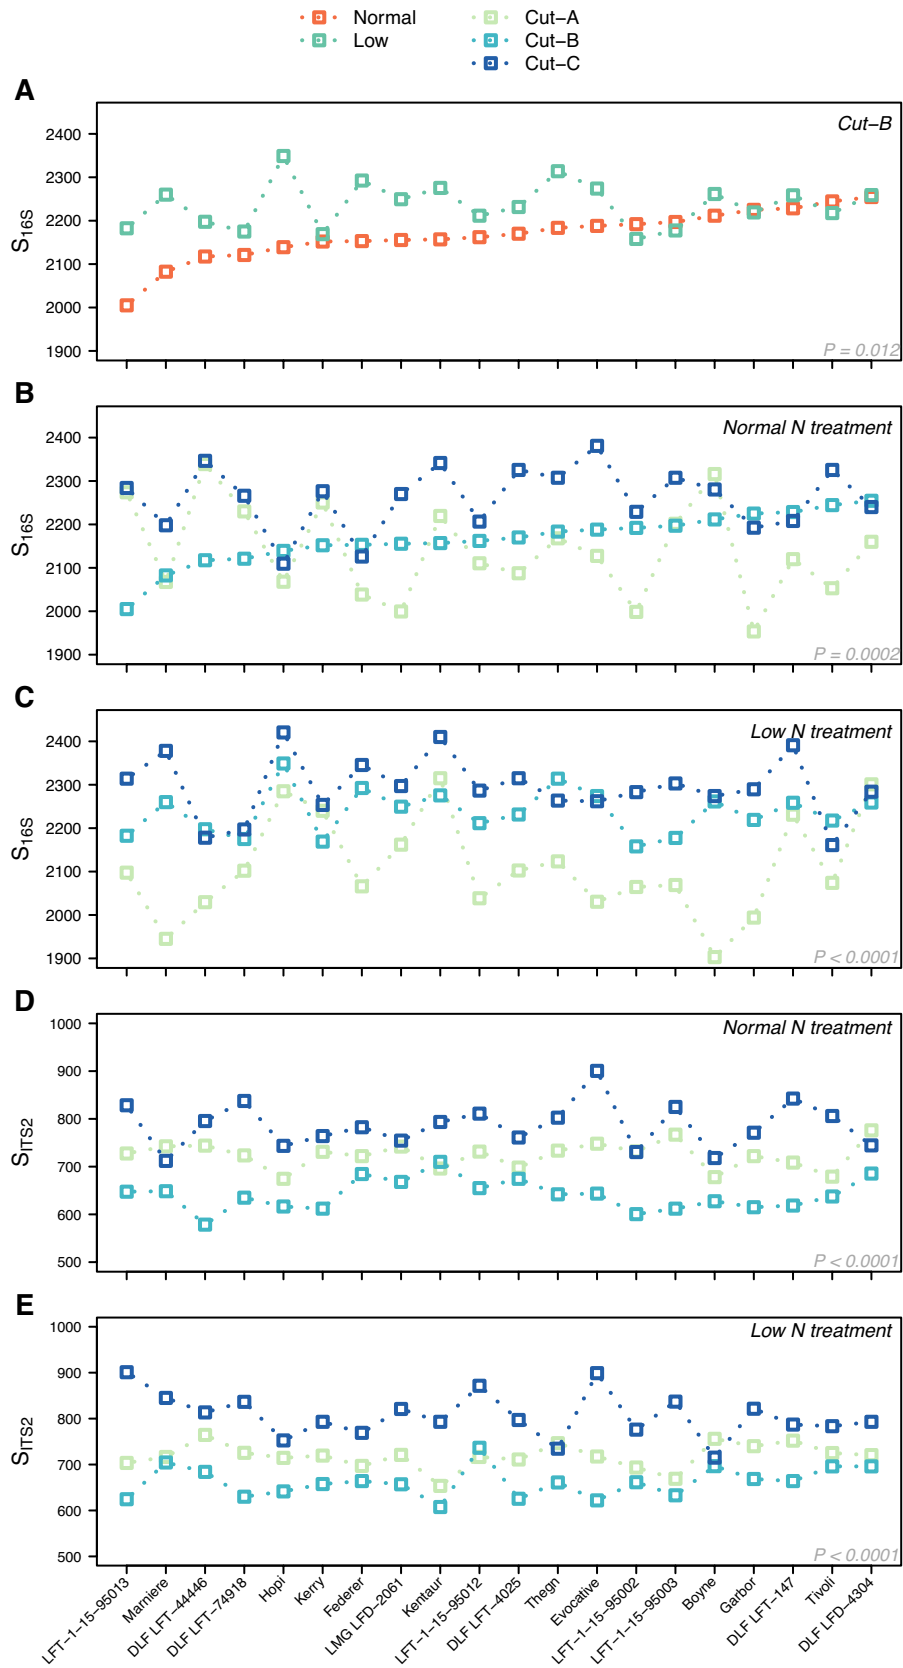 Normal
Low
Cut−A
Cut−B
Cut−C
A
Cut−B
2400
2300
2200
2100
2000
1900
S16S
P = 0.012
B
Normal N treatment
2400
2300
2200
2100
2000
1900
S16S
P = 0.0002
C
Low N treatment
2400
2300
2200
2100
2000
1900
S16S
P < 0.0001
D
Normal N treatment
1000
900
800
700
600
500
SITS2
P < 0.0001
E
Low N treatment
1000
900
800
700
600
500
SITS2
P < 0.0001
LFT−1−15−95013
Marniere
DLF LFT−44446
DLF LFT−74918
Hopi
Kerry
Federer
LMG LFD−2061
Kentaur
LFT−1−15−95012
DLF LFT−4025
Thegn
Evocative
LFT−1−15−95002
LFT−1−15−95003
Boyne
Garbor
DLF LFT−147
Tivoli
DLF LFD−4304